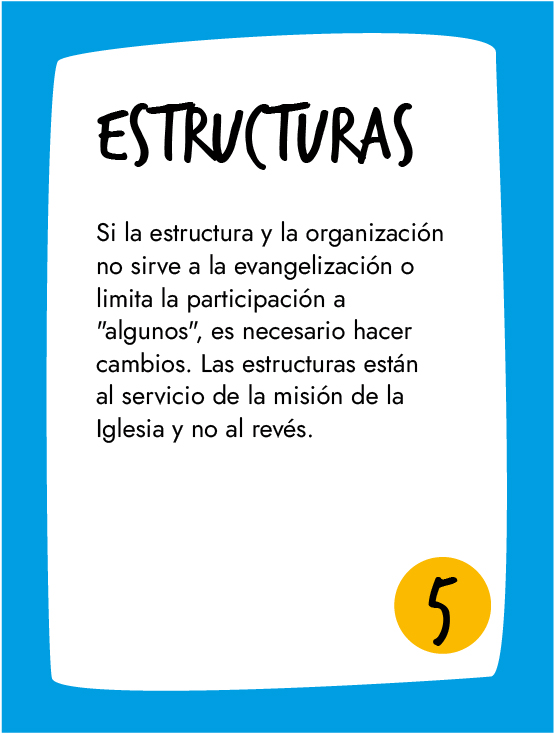 ESTRUCTURAS
Si la estructura y la organización
no sirve a la evangelización o
limita la participación a
"algunos", es necesario hacer
cambios. Las estructuras están
al servicio de la misión de la
Iglesia y no al revés.
5